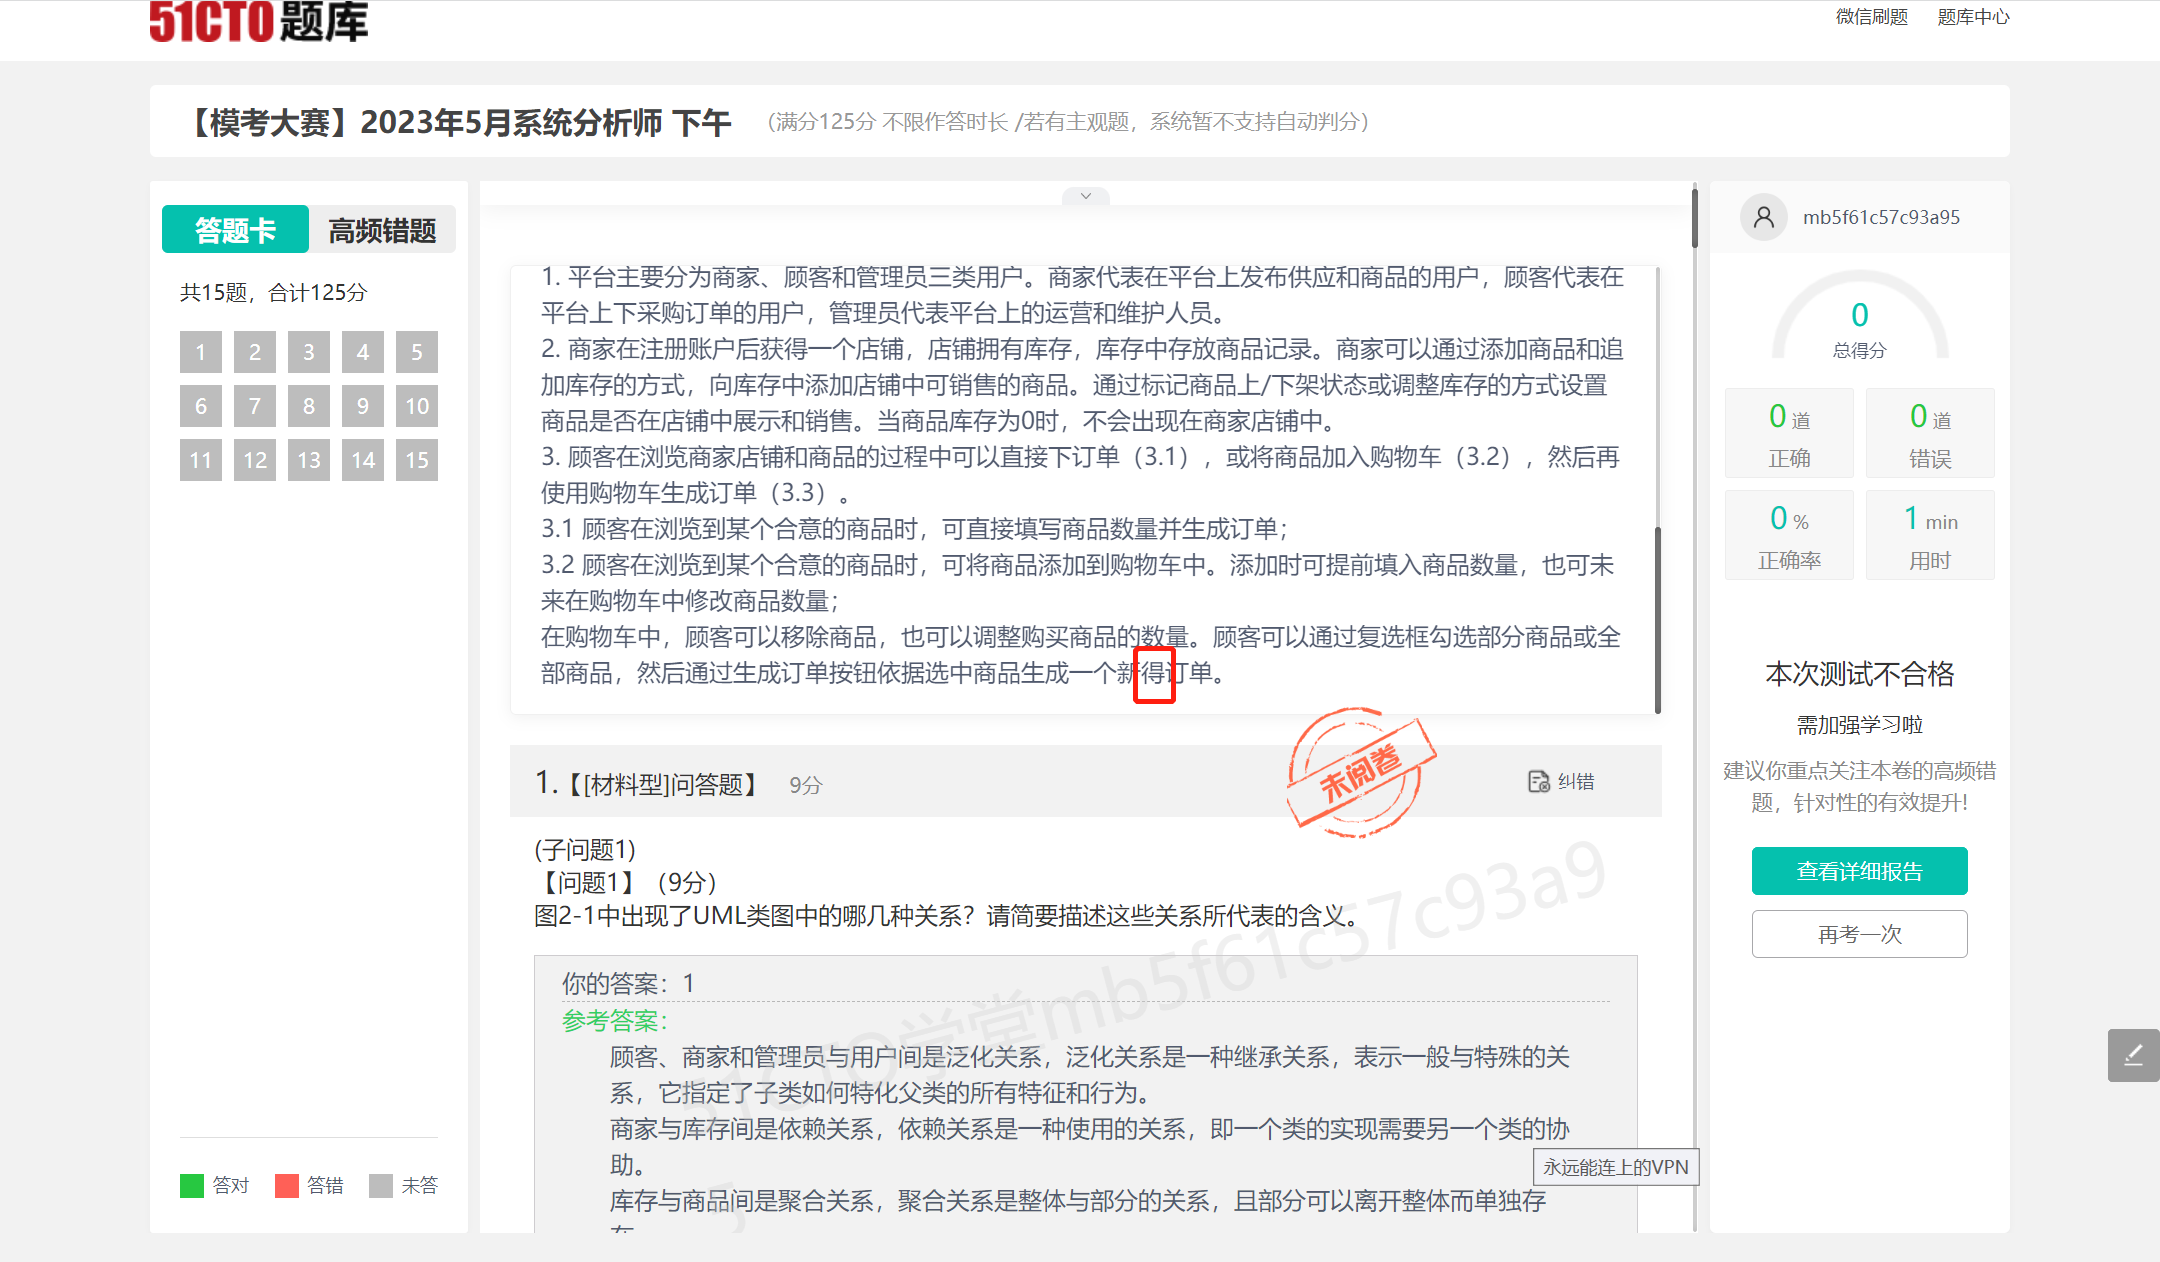 51CTO题库
微信刷题 题库中心
【模考大赛】2023年5月系统分析师 下午 （满分125分 不限作答时长 /若有主观题，系统暂不支持自动判分）
答题卡 高频错题
共15题，合计125分
1 2 3 4 5
6 7 8 9 10
11 12 13 14 15
答对 答错 未答
1. 平台主要分为商家、顾客和管理员三类用户。商家代表在平台上发布供应和商品的用户，顾客代表在
平台上下采购订单的用户，管理员代表平台上的运营和维护人员。
2. 商家在注册账户后获得一个店铺，店铺拥有库存，库存中存放商品记录。商家可以通过添加商品和追
加库存的方式，向库存中添加店铺中可销售的商品。通过标记商品上/下架状态或调整库存的方式设置
商品是否在店铺中展示和销售。当商品库存为0时，不会出现在商家店铺中。
3. 顾客在浏览商家店铺和商品的过程中可以直接下订单（3.1），或将商品加入购物车（3.2），然后再
使用购物车生成订单（3.3）。
3.1 顾客在浏览到某个合意的商品时，可直接填写商品数量并生成订单；
3.2 顾客在浏览到某个合意的商品时，可将商品添加到购物车中。添加时可提前填入商品数量，也可未
来在购物车中修改商品数量；
在购物车中，顾客可以移除商品，也可以调整购买商品的数量。顾客可以通过复选框勾选部分商品或全
部商品，然后通过生成订单按钮依据选中商品生成一个新得订单。
1.【[材料型]问答题】 9分
未阅卷
纠错
(子问题1)
【问题1】（9分）
图2-1中出现了UML类图中的哪几种关系？请简要描述这些关系所代表的含义。
你的答案：1
参考答案：
顾客、商家和管理员与用户间是泛化关系，泛化关系是一种继承关系，表示一般与特殊的关
系，它指定了子类如何特化父类的所有特征和行为。
商家与库存间是依赖关系，依赖关系是一种使用的关系，即一个类的实现需要另一个类的协
助。
库存与商品间是聚合关系，聚合关系是整体与部分的关系，且部分可以离开整体而单独存
51CTO学堂mb5f61c57c93a9
5
永远能连上的VPN
mb5f61c57c93a95
0
总得分
0 道 0 道
正确 错误
0 % 1 min
正确率 用时
本次测试不合格
需加强学习啦
建议你重点关注本卷的高频错
题，针对性的有效提升!
查看详细报告
再考一次